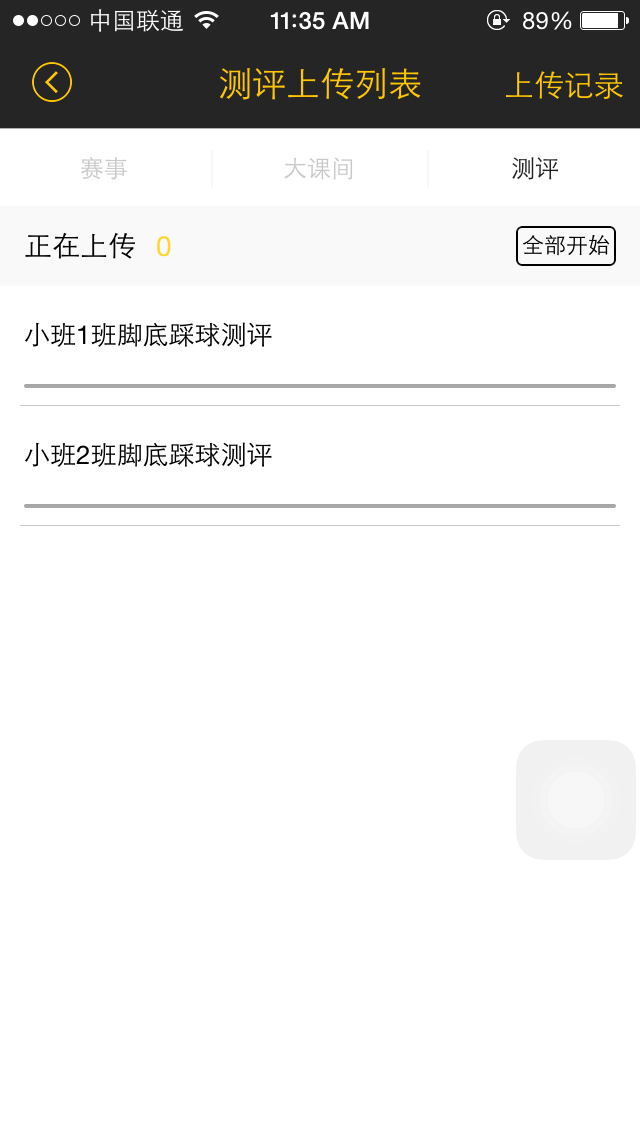 中国联通 11:35 AM 89%
测评上传列表 上传记录
赛事 大课间 测评
正在上传 0 全部开始
小班1班脚底踩球测评
小班2班脚底踩球测评